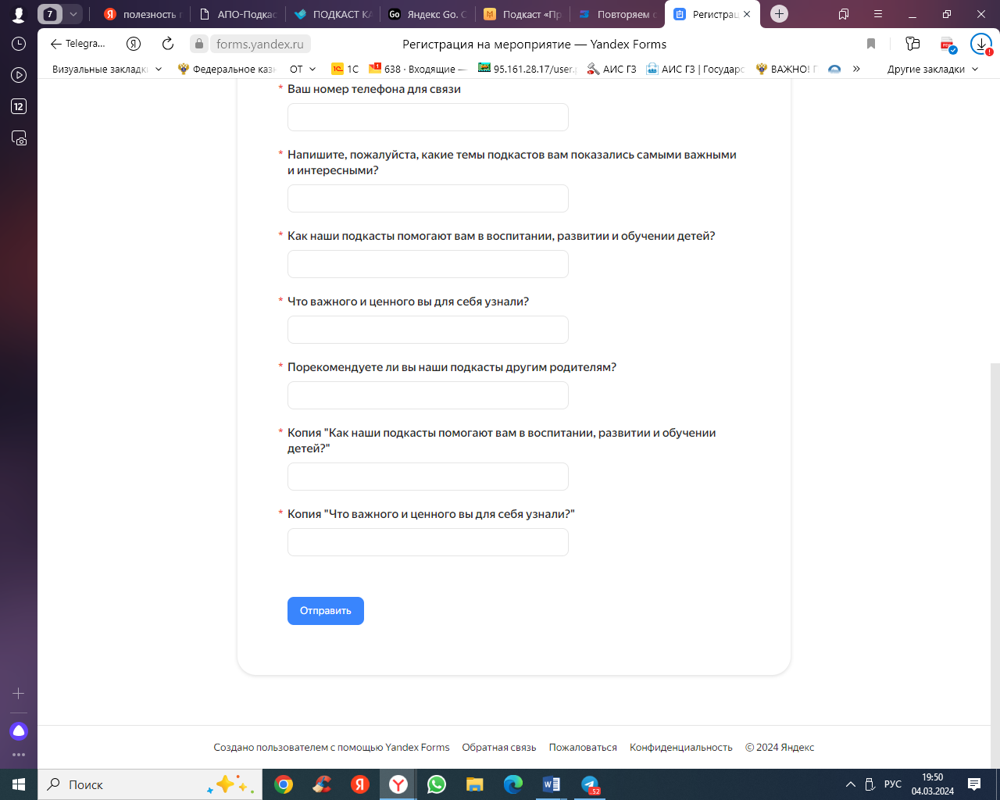 7
полезность
АПО-Подкас
ПОДКАСТ КА
Go
Яндекс Go. С
Подкаст «Пр
Повторяем с
Регистрац
Telegra...
forms.yandex.ru
Регистрация на мероприятие — Yandex Forms
Визуальные закладки
Федеральное казн
ОТ
1С
638 · Входящие —
95.161.28.17/user.
АИС ГЗ
АИС ГЗ | Государс
ВАЖНО!
»
Другие закладки
12
* Ваш номер телефона для связи
* Напишите, пожалуйста, какие темы подкастов вам показались самыми важными
и интересными?
* Как наши подкасты помогают вам в воспитании, развитии и обучении детей?
* Что важного и ценного вы для себя узнали?
* Порекомендуете ли вы наши подкасты другим родителям?
* Копия "Как наши подкасты помогают вам в воспитании, развитии и обучении
детей?"
* Копия "Что важного и ценного вы для себя узнали?"
Отправить
Создано пользователем с помощью Yandex Forms
Обратная связь
Пожаловаться
Конфиденциальность
© 2024 Яндекс
Поиск
РУС
19:50
04.03.2024